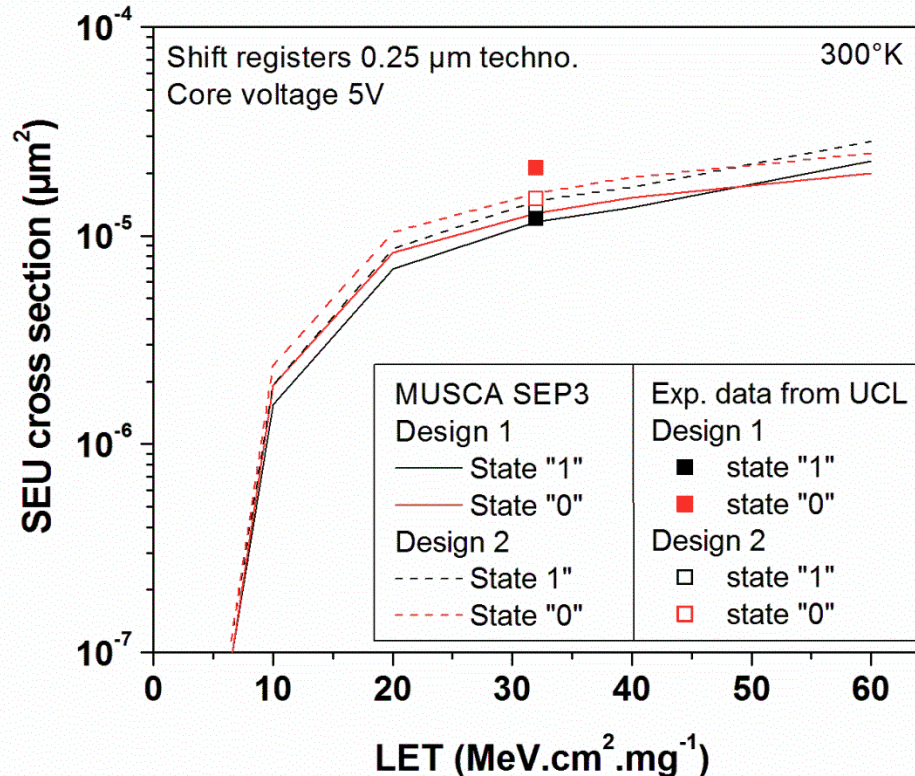 10⁻⁴
Shift registers 0.25 µm techno.
300°K
Core voltage 5V
SEU cross section (µm²)
10⁻⁵
10⁻⁶
10⁻⁷
MUSCA SEP3
Design 1
State "1"
State "0"
Design 2
State 1"
State "0"
Exp. data from UCL
Design 1
state "1"
state "0"
Design 2
state "1"
state "0"
0 10 20 30 40 50 60
LET (MeV.cm².mg⁻¹)